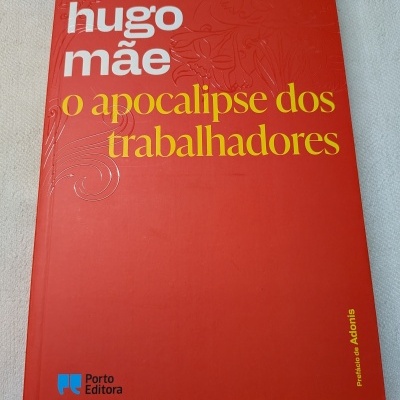 hugo
mãe
o apocalipse dos
trabalhadores
Prefácio de Adonis
Porto
Editora